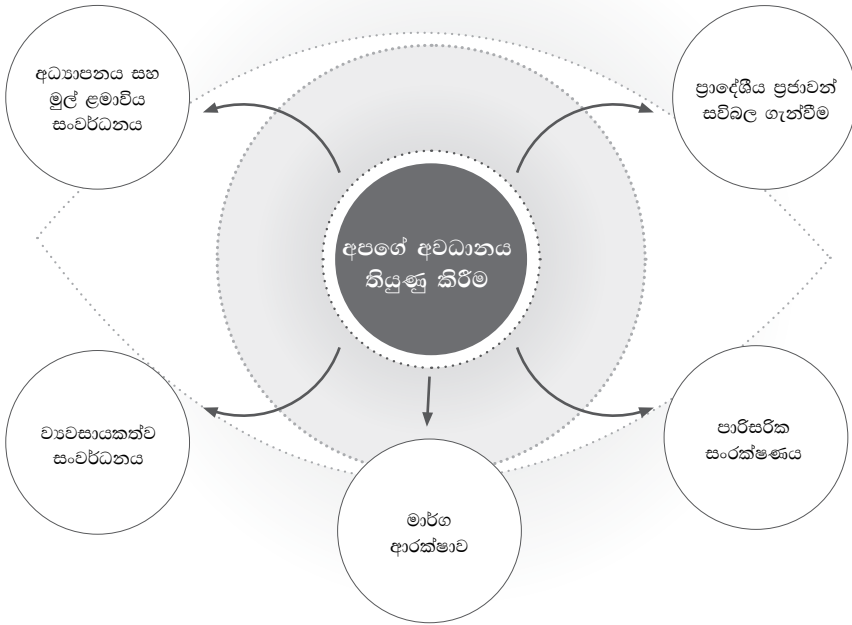 අධ්‍යාපනය සහ
මුල් ළමාවිය
සංවර්ධනය
ප්‍රාදේශීය ප්‍රජාවන්
සවිබල ගැන්වීම
අපගේ අවධානය
තියුණු කිරීම
ව්‍යවසායකත්ව
සංවර්ධනය
පාරිසරික
සංරක්ෂණය
මාර්ග
ආරක්ෂාව